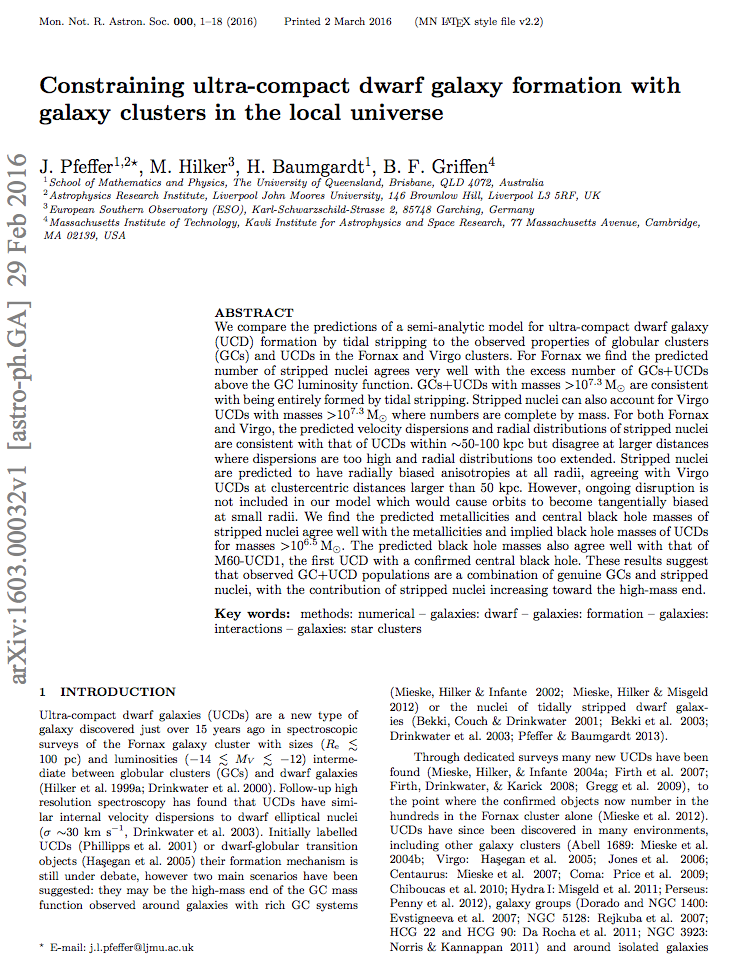 Mon. Not. R. Astron. Soc. 000, 1–18 (2016) Printed 2 March 2016 (MN LATEX style file v2.2)
Constraining ultra-compact dwarf galaxy formation with
galaxy clusters in the local universe
J. Pfeffer1,2⋆, M. Hilker3, H. Baumgardt1, B. F. Griffen4
1School of Mathematics and Physics, The University of Queensland, Brisbane, QLD 4072, Australia
2Astrophysics Research Institute, Liverpool John Moores University, 146 Brownlow Hill, Liverpool L3 5RF, UK
3European Southern Observatory (ESO), Karl-Schwarzschild-Strasse 2, 85748 Garching, Germany
4Massachusetts Institute of Technology, Kavli Institute for Astrophysics and Space Research, 77 Massachusetts Avenue, Cambridge,
MA 02139, USA
arXiv:1603.00032v1 [astro-ph.GA] 29 Feb 2016
ABSTRACT
We compare the predictions of a semi-analytic model for ultra-compact dwarf galaxy
(UCD) formation by tidal stripping to the observed properties of globular clusters
(GCs) and UCDs in the Fornax and Virgo clusters. For Fornax we find the predicted
number of stripped nuclei agrees very well with the excess number of GCs+UCDs
above the GC luminosity function. GCs+UCDs with masses >10^7.3 M⊙ are consistent
with being entirely formed by tidal stripping. Stripped nuclei can also account for Virgo
UCDs with masses >10^7.3 M⊙ where numbers are complete by mass. For both Fornax
and Virgo, the predicted velocity dispersions and radial distributions of stripped nuclei
are consistent with that of UCDs within ∼50-100 kpc but disagree at larger distances
where dispersions are too high and radial distributions too extended. Stripped nuclei
are predicted to have radially biased anisotropies at all radii, agreeing with Virgo
UCDs at clustercentric distances larger than 50 kpc. However, ongoing disruption is
not included in our model which would cause orbits to become tangentially biased
at small radii. We find the predicted metallicities and central black hole masses of
stripped nuclei agree well with the metallicities and implied black hole masses of UCDs
for masses >10^6.5 M⊙. The predicted black hole masses also agree well with that of
M60-UCD1, the first UCD with a confirmed central black hole. These results suggest
that observed GC+UCD populations are a combination of genuine GCs and stripped
nuclei, with the contribution of stripped nuclei increasing toward the high-mass end.
Key words: methods: numerical – galaxies: dwarf – galaxies: formation – galaxies:
interactions – galaxies: star clusters
1 INTRODUCTION
Ultra-compact dwarf galaxies (UCDs) are a new type of
galaxy discovered just over 15 years ago in spectroscopic
surveys of the Fornax galaxy cluster with sizes (Re ≲
100 pc) and luminosities (−14 ≲ MV ≲ −12) interme-
diate between globular clusters (GCs) and dwarf galaxies
(Hilker et al. 1999a; Drinkwater et al. 2000). Follow-up high
resolution spectroscopy has found that UCDs have simi-
lar internal velocity dispersions to dwarf elliptical nuclei
(σ ∼30 km s−1, Drinkwater et al. 2003). Initially labelled
UCDs (Phillipps et al. 2001) or dwarf-globular transition
objects (Haşegan et al. 2005) their formation mechanism is
still under debate, however two main scenarios have been
suggested: they may be the high-mass end of the GC mass
function observed around galaxies with rich GC systems
⋆ E-mail: j.l.pfeffer@ljmu.ac.uk
(Mieske, Hilker & Infante 2002; Mieske, Hilker & Misgeld
2012) or the nuclei of tidally stripped dwarf galax-
ies (Bekki, Couch & Drinkwater 2001; Bekki et al. 2003;
Drinkwater et al. 2003; Pfeffer & Baumgardt 2013).
Through dedicated surveys many new UCDs have been
found (Mieske, Hilker, & Infante 2004a; Firth et al. 2007;
Firth, Drinkwater, & Karick 2008; Gregg et al. 2009), to
the point where the confirmed objects now number in the
hundreds in the Fornax cluster alone (Mieske et al. 2012).
UCDs have since been discovered in many environments,
including other galaxy clusters (Abell 1689: Mieske et al.
2004b; Virgo: Haşegan et al. 2005; Jones et al. 2006;
Centaurus: Mieske et al. 2007; Coma: Price et al. 2009;
Chiboucas et al. 2010; Hydra I: Misgeld et al. 2011; Perseus:
Penny et al. 2012), galaxy groups (Dorado and NGC 1400:
Evstigneeva et al. 2007; NGC 5128: Rejkuba et al. 2007;
HCG 22 and HCG 90: Da Rocha et al. 2011; NGC 3923:
Norris & Kannappan 2011) and around isolated galaxies